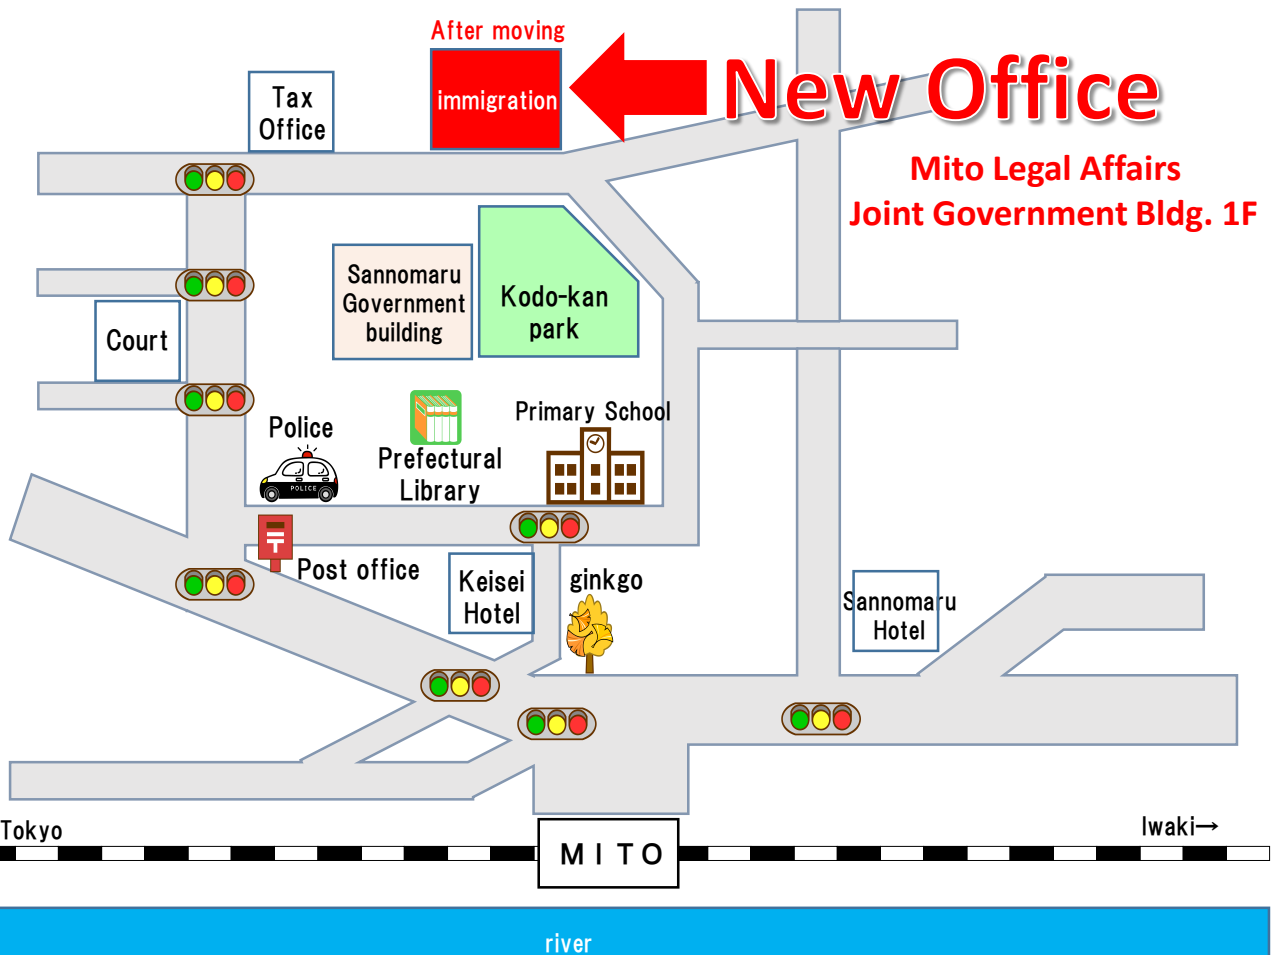 After moving
immigration
New Office
Mito Legal Affairs
Joint Government Bldg. 1F
Tax
Office
Sannomaru
Government
building
Kodo-kan
park
Court
Police
POLICE
Prefectural
Library
Primary School
〒
Post office
Keisei
Hotel
ginkgo
Sannomaru
Hotel
Tokyo
Iwaki→
MITO
river